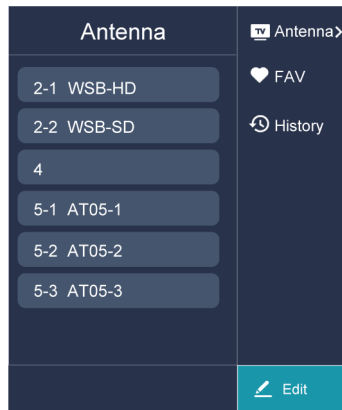 Antenna
2-1 WSB-HD
2-2 WSB-SD
4
5-1 AT05-1
5-2 AT05-2
5-3 AT05-3
TV Antenna
FAV
History
Edit